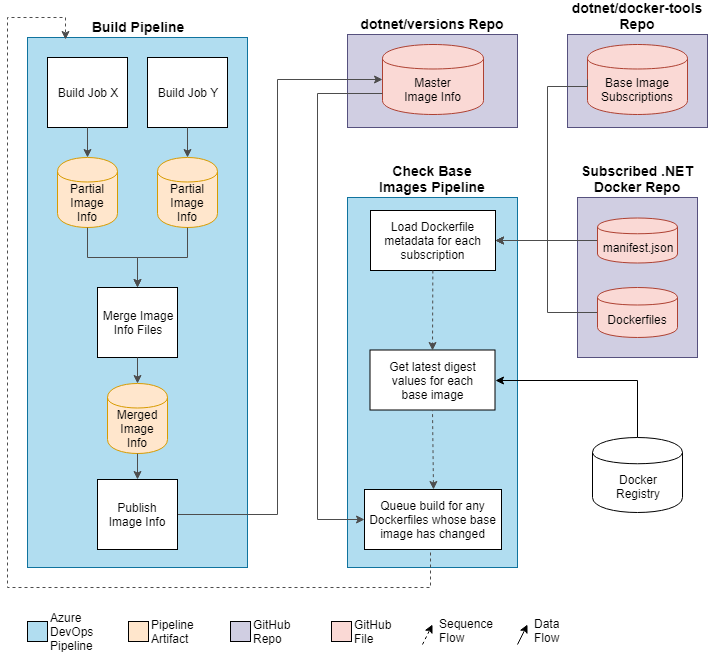 Build Pipeline
Build Job X
Build Job Y
Partial
Image
Info
Partial
Image
Info
Merge Image
Info Files
Merged
Image
Info
Publish
Image Info
dotnet/versions Repo
Master
Image Info
dotnet/docker-tools
Repo
Base Image
Subscriptions
Check Base
Images Pipeline
Load Dockerfile
metadata for each
subscription
Get latest digest
values for each
base image
Queue build for any
Dockerfiles whose base
image has changed
Subscribed .NET
Docker Repo
manifest.json
Dockerfiles
Docker
Registry
Azure
DevOps
Pipeline
Pipeline
Artifact
GitHub
Repo
GitHub
File
Sequence
Flow
Data
Flow